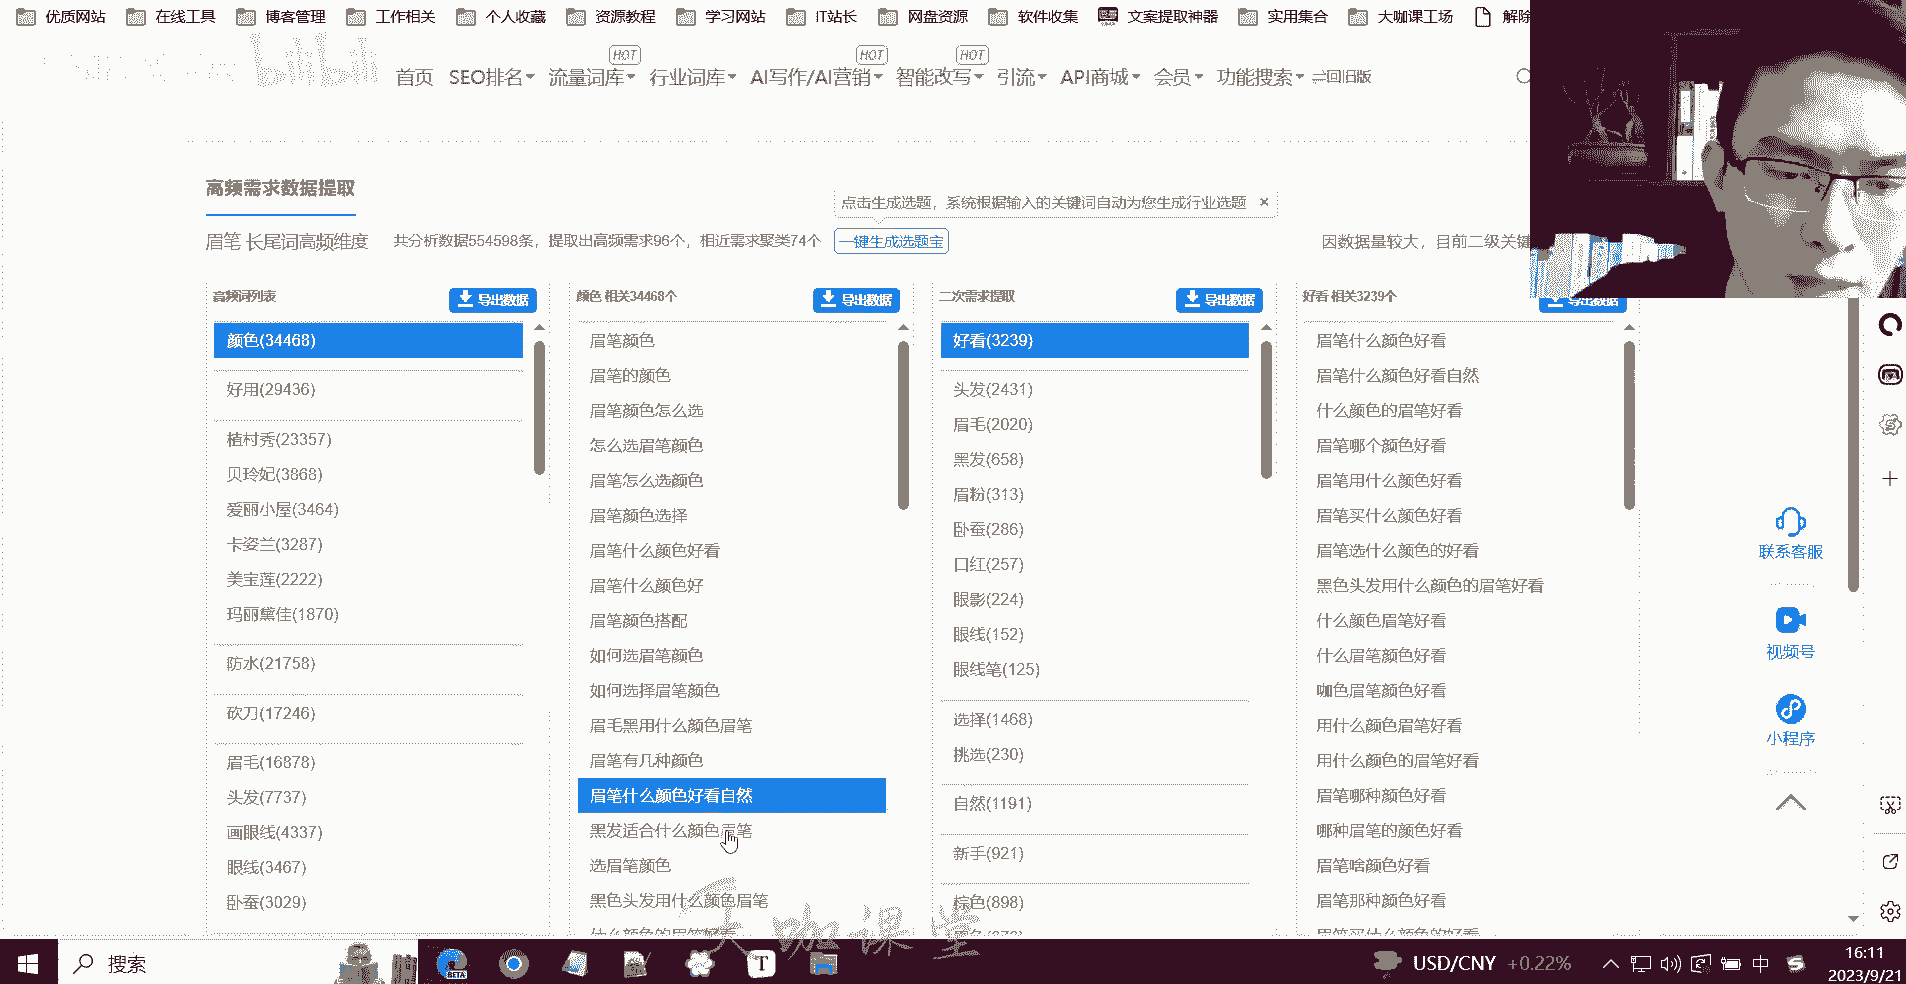 优质网站 在线工具 博客管理 工作相关 个人收藏 资源教程 学习网站 IT站长 网盘资源 软件收集 文案提取神器 实用集合 大咖课工场 解除
bilibili
HOT HOT HOT
首页 SEO排名 流量词库 行业词库 AI写作/AI营销 智能改写 引流 API商城 会员 功能搜索 回旧版
高频需求数据提取
点击生成选题，系统根据输入的关键词自动为您生成行业选题 ×
眉笔 长尾词高频维度 共分析数据554598条，提取出高频需求96个，相近需求聚类74个 一键生成选题宝 因数据量较大，目前二级关键
高频词列表 导出数据
颜色(34468)
好用(29436)
植村秀(23357)
贝玲妃(3868)
爱丽小屋(3464)
卡姿兰(3287)
美宝莲(2222)
玛丽黛佳(1870)
防水(21758)
砍刀(17246)
眉毛(16878)
头发(7737)
画眼线(4337)
眼线(3467)
卧蚕(3029)
颜色 相关34468个 导出数据
眉笔颜色
眉笔的颜色
眉笔颜色怎么选
怎么选眉笔颜色
眉笔怎么选颜色
眉笔颜色选择
眉笔什么颜色好看
眉笔什么颜色好
眉笔颜色搭配
如何选眉笔颜色
如何选择眉笔颜色
眉毛黑用什么颜色眉笔
眉笔有几种颜色
眉笔什么颜色好看自然
黑发适合什么颜色眉笔
选眉笔颜色
黑色头发用什么颜色眉笔
什么颜色的眉笔好看
二次需求提取 导出数据
好看(3239)
头发(2431)
眉毛(2020)
黑发(658)
眉粉(313)
卧蚕(286)
口红(257)
眼影(224)
眼线(152)
眼线笔(125)
选择(1468)
挑选(230)
自然(1191)
新手(921)
棕色(898)
好看 相关3239个 导出数据
眉笔什么颜色好看
眉笔什么颜色好看自然
什么颜色的眉笔好看
眉笔哪个颜色好看
眉笔用什么颜色好看
眉笔买什么颜色好看
眉笔选什么颜色的好看
黑色头发用什么颜色的眉笔好看
什么颜色眉笔好看
什么眉笔颜色好看
咖色眉笔颜色好看
用什么颜色眉笔好看
用什么颜色的眉笔好看
眉笔哪种颜色好看
哪种眉笔的颜色好看
眉笔啥颜色好看
眉笔那种颜色好看
眉笔买什么颜色的好看
联系客服
视频号
小程序
大咖课堂
搜索 BETA T USD/CNY +0.22% 中 16:11
2023/9/21